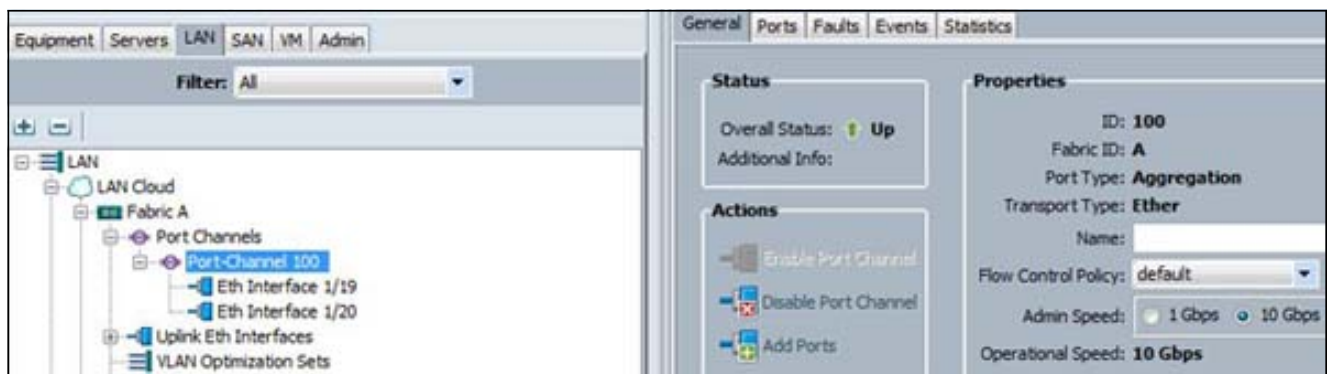 Equipment Servers LAN SAN VM Admin
Filter: All
LAN
LAN Cloud
Fabric A
Port Channels
Port-Channel 100
Eth Interface 1/19
Eth Interface 1/20
Uplink Eth Interfaces
VLAN Optimization Sets
General Ports Faults Events Statistics
Status
Overall Status: Up
Additional Info:
Actions
Enable Port Channel
Disable Port Channel
Add Ports
Properties
ID: 100
Fabric ID: A
Port Type: Aggregation
Transport Type: Ether
Name:
Flow Control Policy: default
Admin Speed: 1 Gbps 10 Gbps
Operational Speed: 10 Gbps